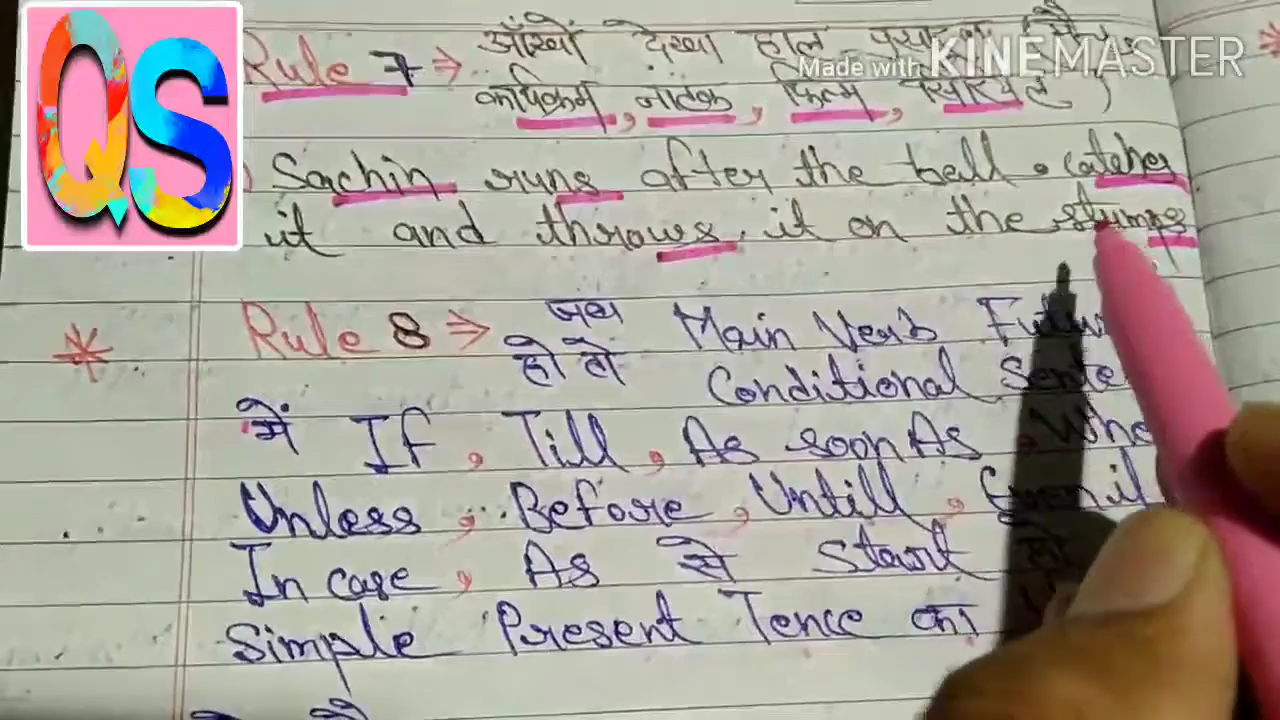 QS
Made with KINEMASTER
Rule 7 ⇒ आँखों देखा हाल
नाटक, फिल्म,
Sachin runs after the ball. catches
it and throws it on the stumps
* Rule 8 ⇒ जब Main Verb
हो तो Conditional
में If, Till, As soon As,
Unless, Before, Untill, Even if
In case, As से start
Simple Present Tence का